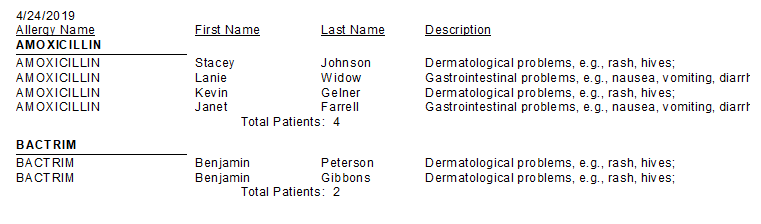 4/24/2019
Allergy Name First Name Last Name Description
AMOXICILLIN
AMOXICILLIN Stacey Johnson Dermatological problems, e.g., rash, hives;
AMOXICILLIN Lanie Widow Gastrointestinal problems, e.g., nausea, vomiting, diarrh
AMOXICILLIN Kevin Gelner Dermatological problems, e.g., rash, hives;
AMOXICILLIN Janet Farrell Gastrointestinal problems, e.g., nausea, vomiting, diarrh
Total Patients: 4
BACTRIM
BACTRIM Benjamin Peterson Dermatological problems, e.g., rash, hives;
BACTRIM Benjamin Gibbons Dermatological problems, e.g., rash, hives;
Total Patients: 2